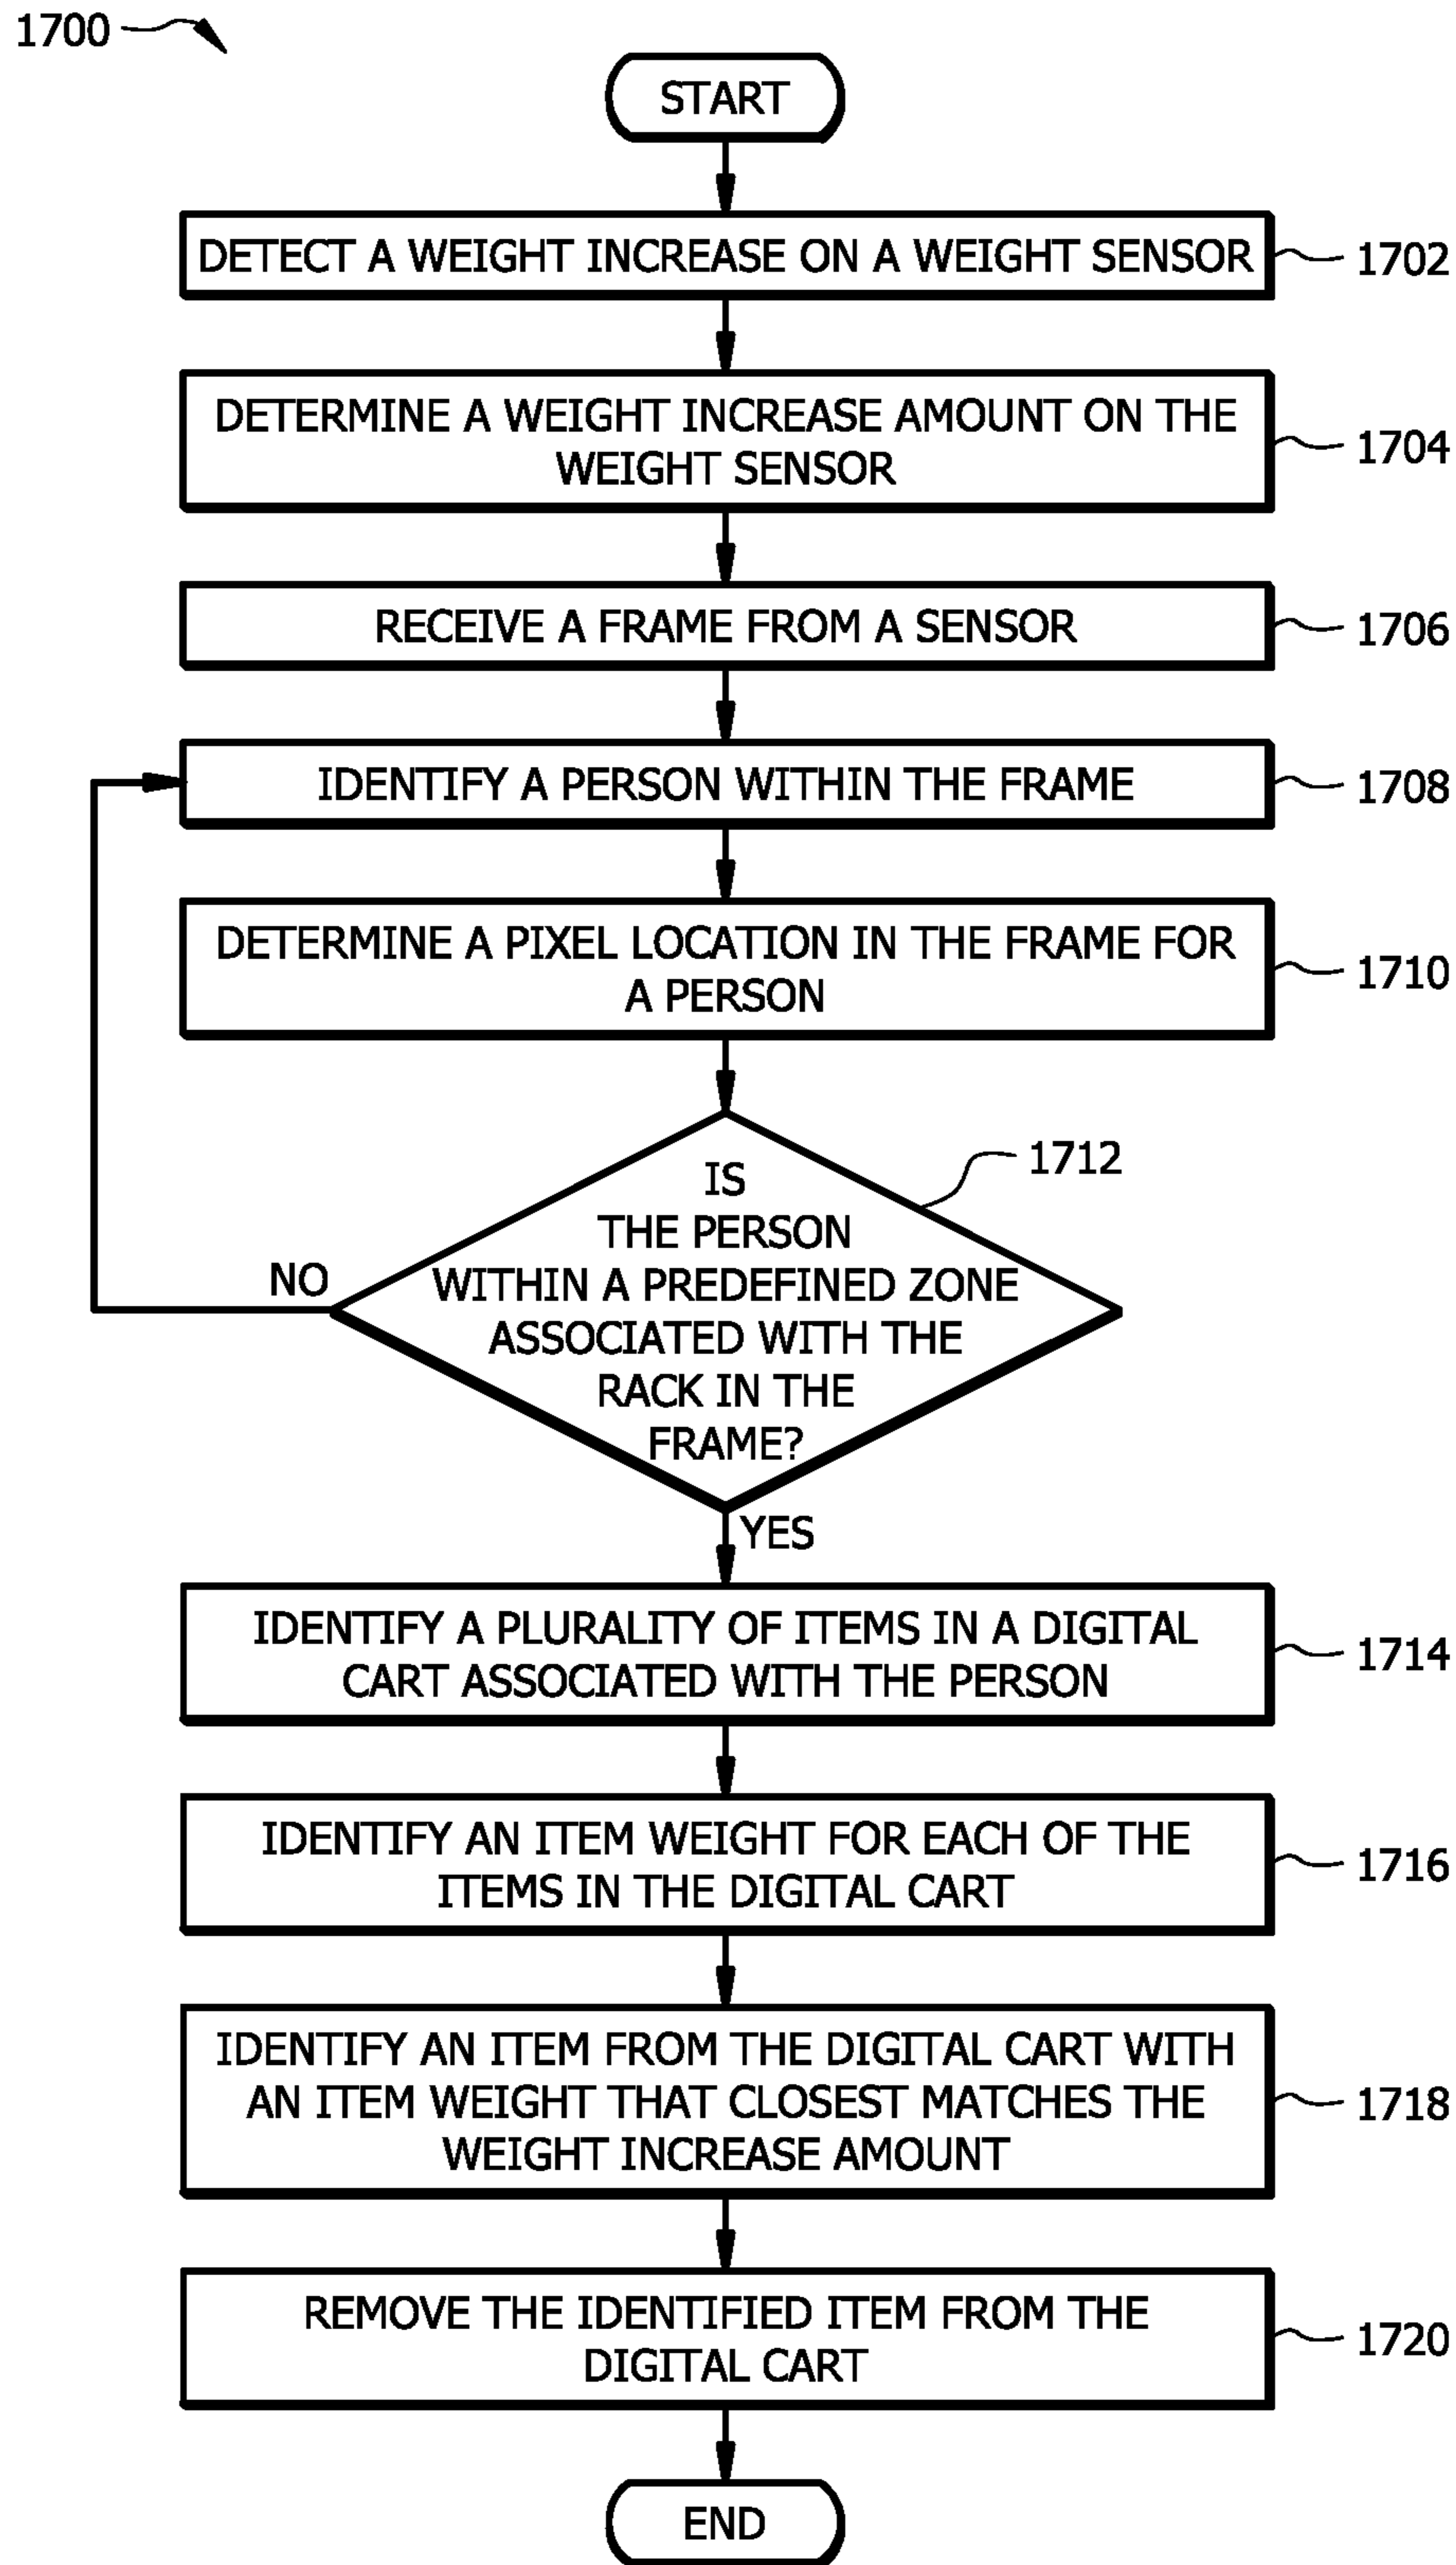 1700
START
DETECT A WEIGHT INCREASE ON A WEIGHT SENSOR
1702
DETERMINE A WEIGHT INCREASE AMOUNT ON THE
WEIGHT SENSOR
1704
RECEIVE A FRAME FROM A SENSOR
1706
IDENTIFY A PERSON WITHIN THE FRAME
1708
DETERMINE A PIXEL LOCATION IN THE FRAME FOR
A PERSON
1710
IS
THE PERSON
WITHIN A PREDEFINED ZONE
ASSOCIATED WITH THE
RACK IN THE
FRAME?
1712
NO
YES
IDENTIFY A PLURALITY OF ITEMS IN A DIGITAL
CART ASSOCIATED WITH THE PERSON
1714
IDENTIFY AN ITEM WEIGHT FOR EACH OF THE
ITEMS IN THE DIGITAL CART
1716
IDENTIFY AN ITEM FROM THE DIGITAL CART WITH
AN ITEM WEIGHT THAT CLOSEST MATCHES THE
WEIGHT INCREASE AMOUNT
1718
REMOVE THE IDENTIFIED ITEM FROM THE
DIGITAL CART
1720
END